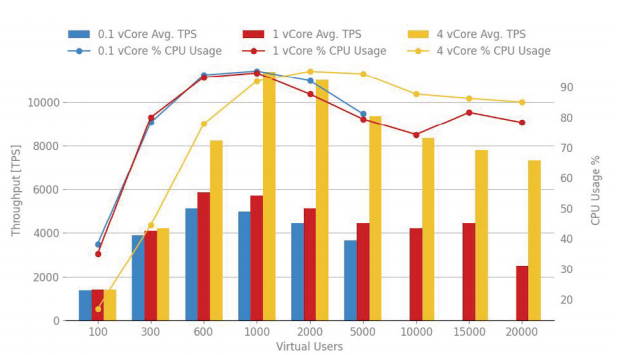 0.1 vCore Avg. TPS 1 vCore Avg. TPS 4 vCore Avg. TPS
0.1 vCore % CPU Usage 1 vCore % CPU Usage 4 vCore % CPU Usage
10000
8000
6000
4000
2000
0
Throughput [TPS]
90
80
70
60
50
40
30
20
CPU Usage %
100 300 600 1000 2000 5000 10000 15000 20000
Virtual Users